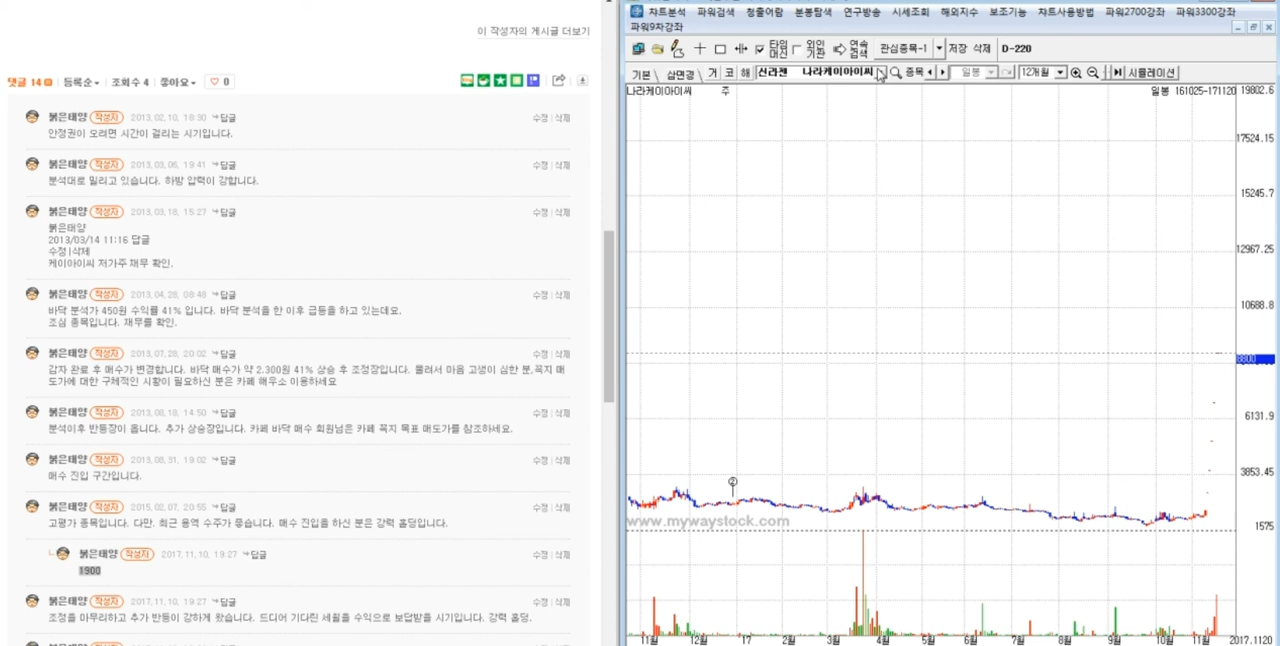 이 작성자의 게시글 더보기
댓글 14 등록순 조회수 4 좋아요 0
붉은태양 작성자 2013.02.10. 18:30 답글 수정 | 삭제
안정권이 오려면 시간이 걸리는 시기입니다.
붉은태양 작성자 2013.03.06. 19:41 답글 수정 | 삭제
분석대로 밀리고 있습니다. 하방 압력이 강합니다.
붉은태양 작성자 2013.03.18. 15:27 답글 수정 | 삭제
붉은태양
2013/03/14 11:16 답글
수정|삭제
케이아이씨 저가주 재무 확인.
붉은태양 작성자 2013.04.28. 08:48 답글 수정 | 삭제
바닥 분석가 450원 수익률 41% 입니다. 바닥 분석을 한 이후 급등을 하고 있는데요.
조심 종목입니다. 재무를 확인.
붉은태양 작성자 2013.07.28. 20:02 답글 수정 | 삭제
감자 완료 후 매수가 변경합니다. 바닥 매수가 약 2,300원 41% 상승 후 조정장입니다. 물려서 마음 고생이 심한 분,꼭지 매
도가에 대한 구체적인 시황이 필요하신 분은 카페 해우소 이용하세요
붉은태양 작성자 2013.08.18. 14:50 답글 수정 | 삭제
분석이후 반등장이 옵니다. 추가 상승장입니다. 카페 바닥 매수 회원님은 카페 꼭지 목표 매도가를 참조하세요.
붉은태양 작성자 2013.08.31. 19:02 답글 수정 | 삭제
매수 진입 구간입니다.
붉은태양 작성자 2015.02.07. 20:55 답글 수정 | 삭제
고평가 종목입니다. 다만, 최근 용역 수주가 좋습니다. 매수 진입을 하신 분은 강력 홀딩입니다.
붉은태양 작성자 2017.11.10. 19:27 답글 수정 | 삭제
1900
붉은태양 작성자 2017.11.10. 19:27 답글 수정 | 삭제
조정을 마무리하고 추가 반등이 강하게 왔습니다. 드디어 기다린 세월을 수익으로 보답받을 시기입니다. 강력 홀딩.
차트분석 파워검색 청출어람 분봉탐색 연구방송 시세조회 해외지수 보조기능 챠트사용방법 파워2700강좌 파워3300강좌
파워9차강좌
타임머신 외인기관 연속검색 관심종목-1 저장 삭제 D-220
기본 삼면경 거 코 해 신라젠 나라케이아이씨 종목 일봉 12개월 시뮬레이션
나라케이아이씨 주 일봉 161025-171120 19802.6
17524.15
15245.7
12967.25
10688.8
8800
6131.9
3853.45
②
www.mywaystock.com
1575
11월 12월 17 2월 3월 4월 5월 6월 7월 8월 9월 10월 11월 2017.1120